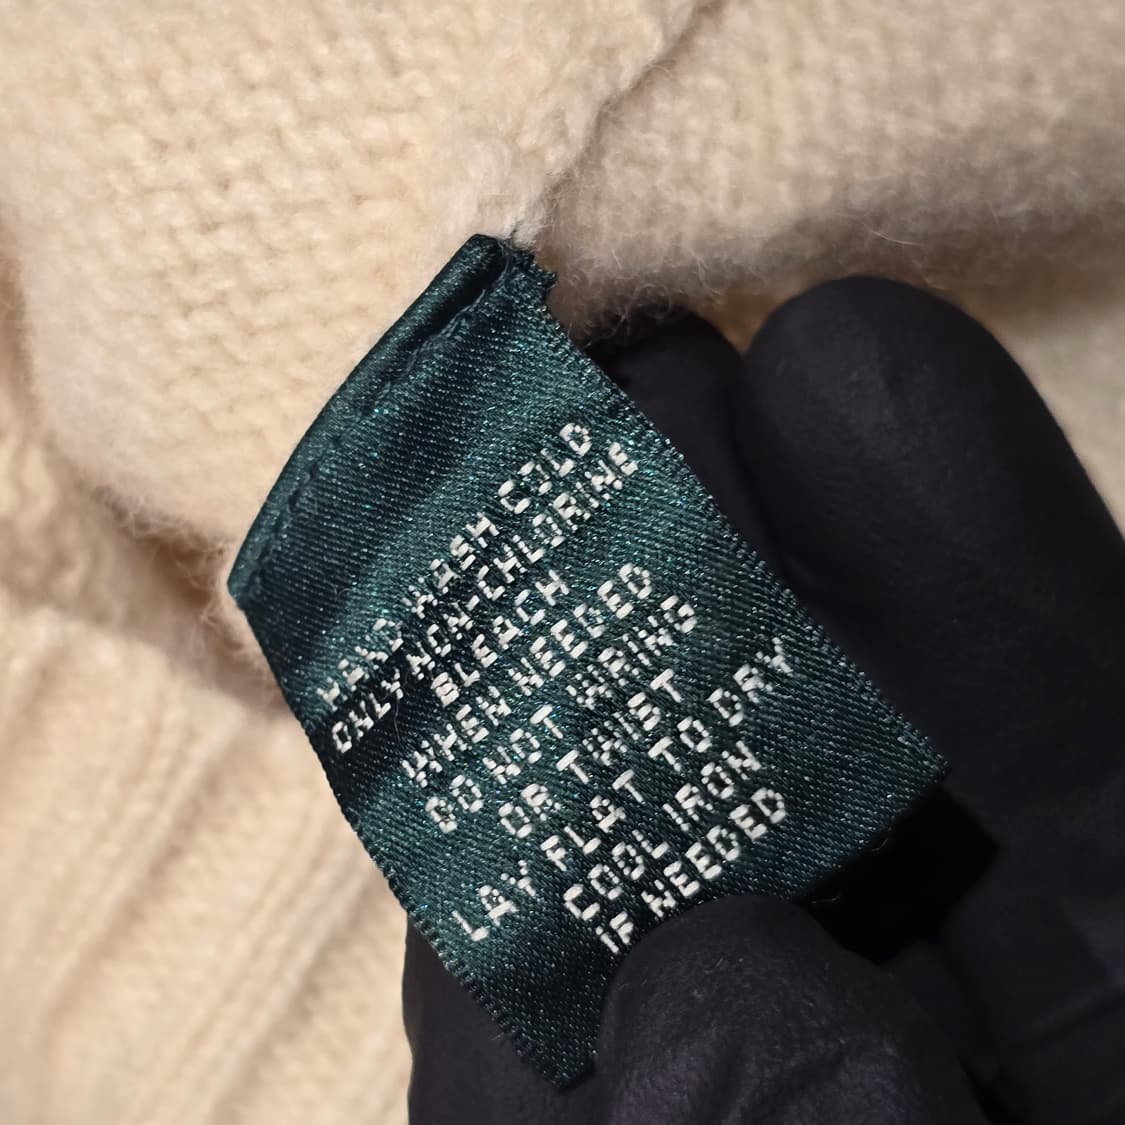 HAND WASH COLD
ONLY NON-CHLORINE
BLEACH
WHEN NEEDED
DO NOT WRING
OR TWIST
LAY FLAT TO DRY
COOL IRON
IF NEEDED